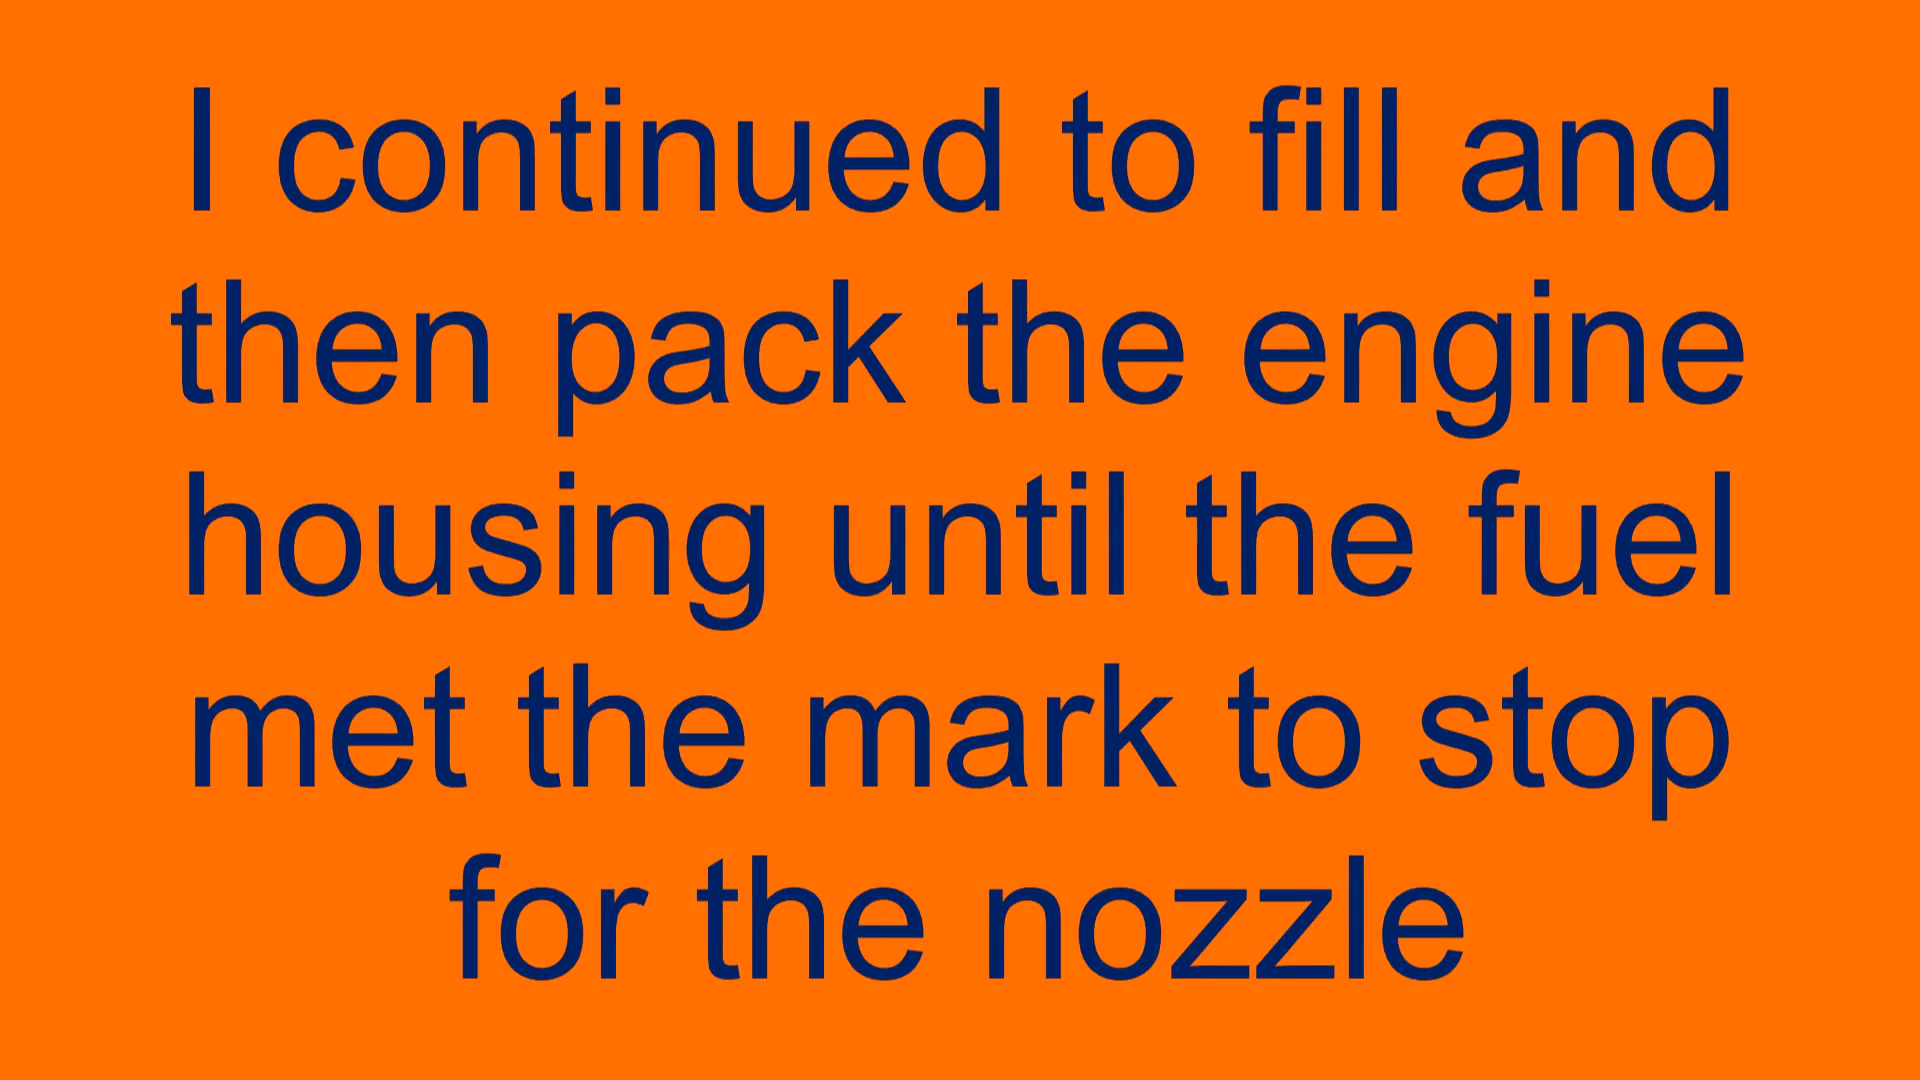 I continued to fill and
then pack the engine
housing until the fuel
met the mark to stop
for the nozzle